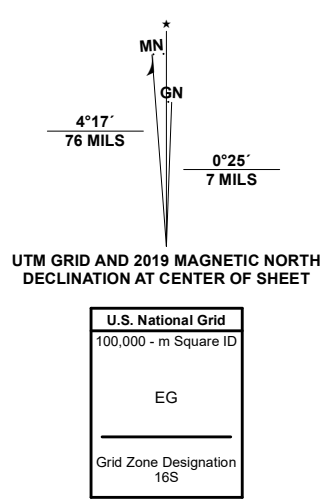 MN
GN
4°17´
76 MILS
0°25´
7 MILS
UTM GRID AND 2019 MAGNETIC NORTH
DECLINATION AT CENTER OF SHEET
U.S. National Grid
100,000 - m Square ID
EG
Grid Zone Designation
16S